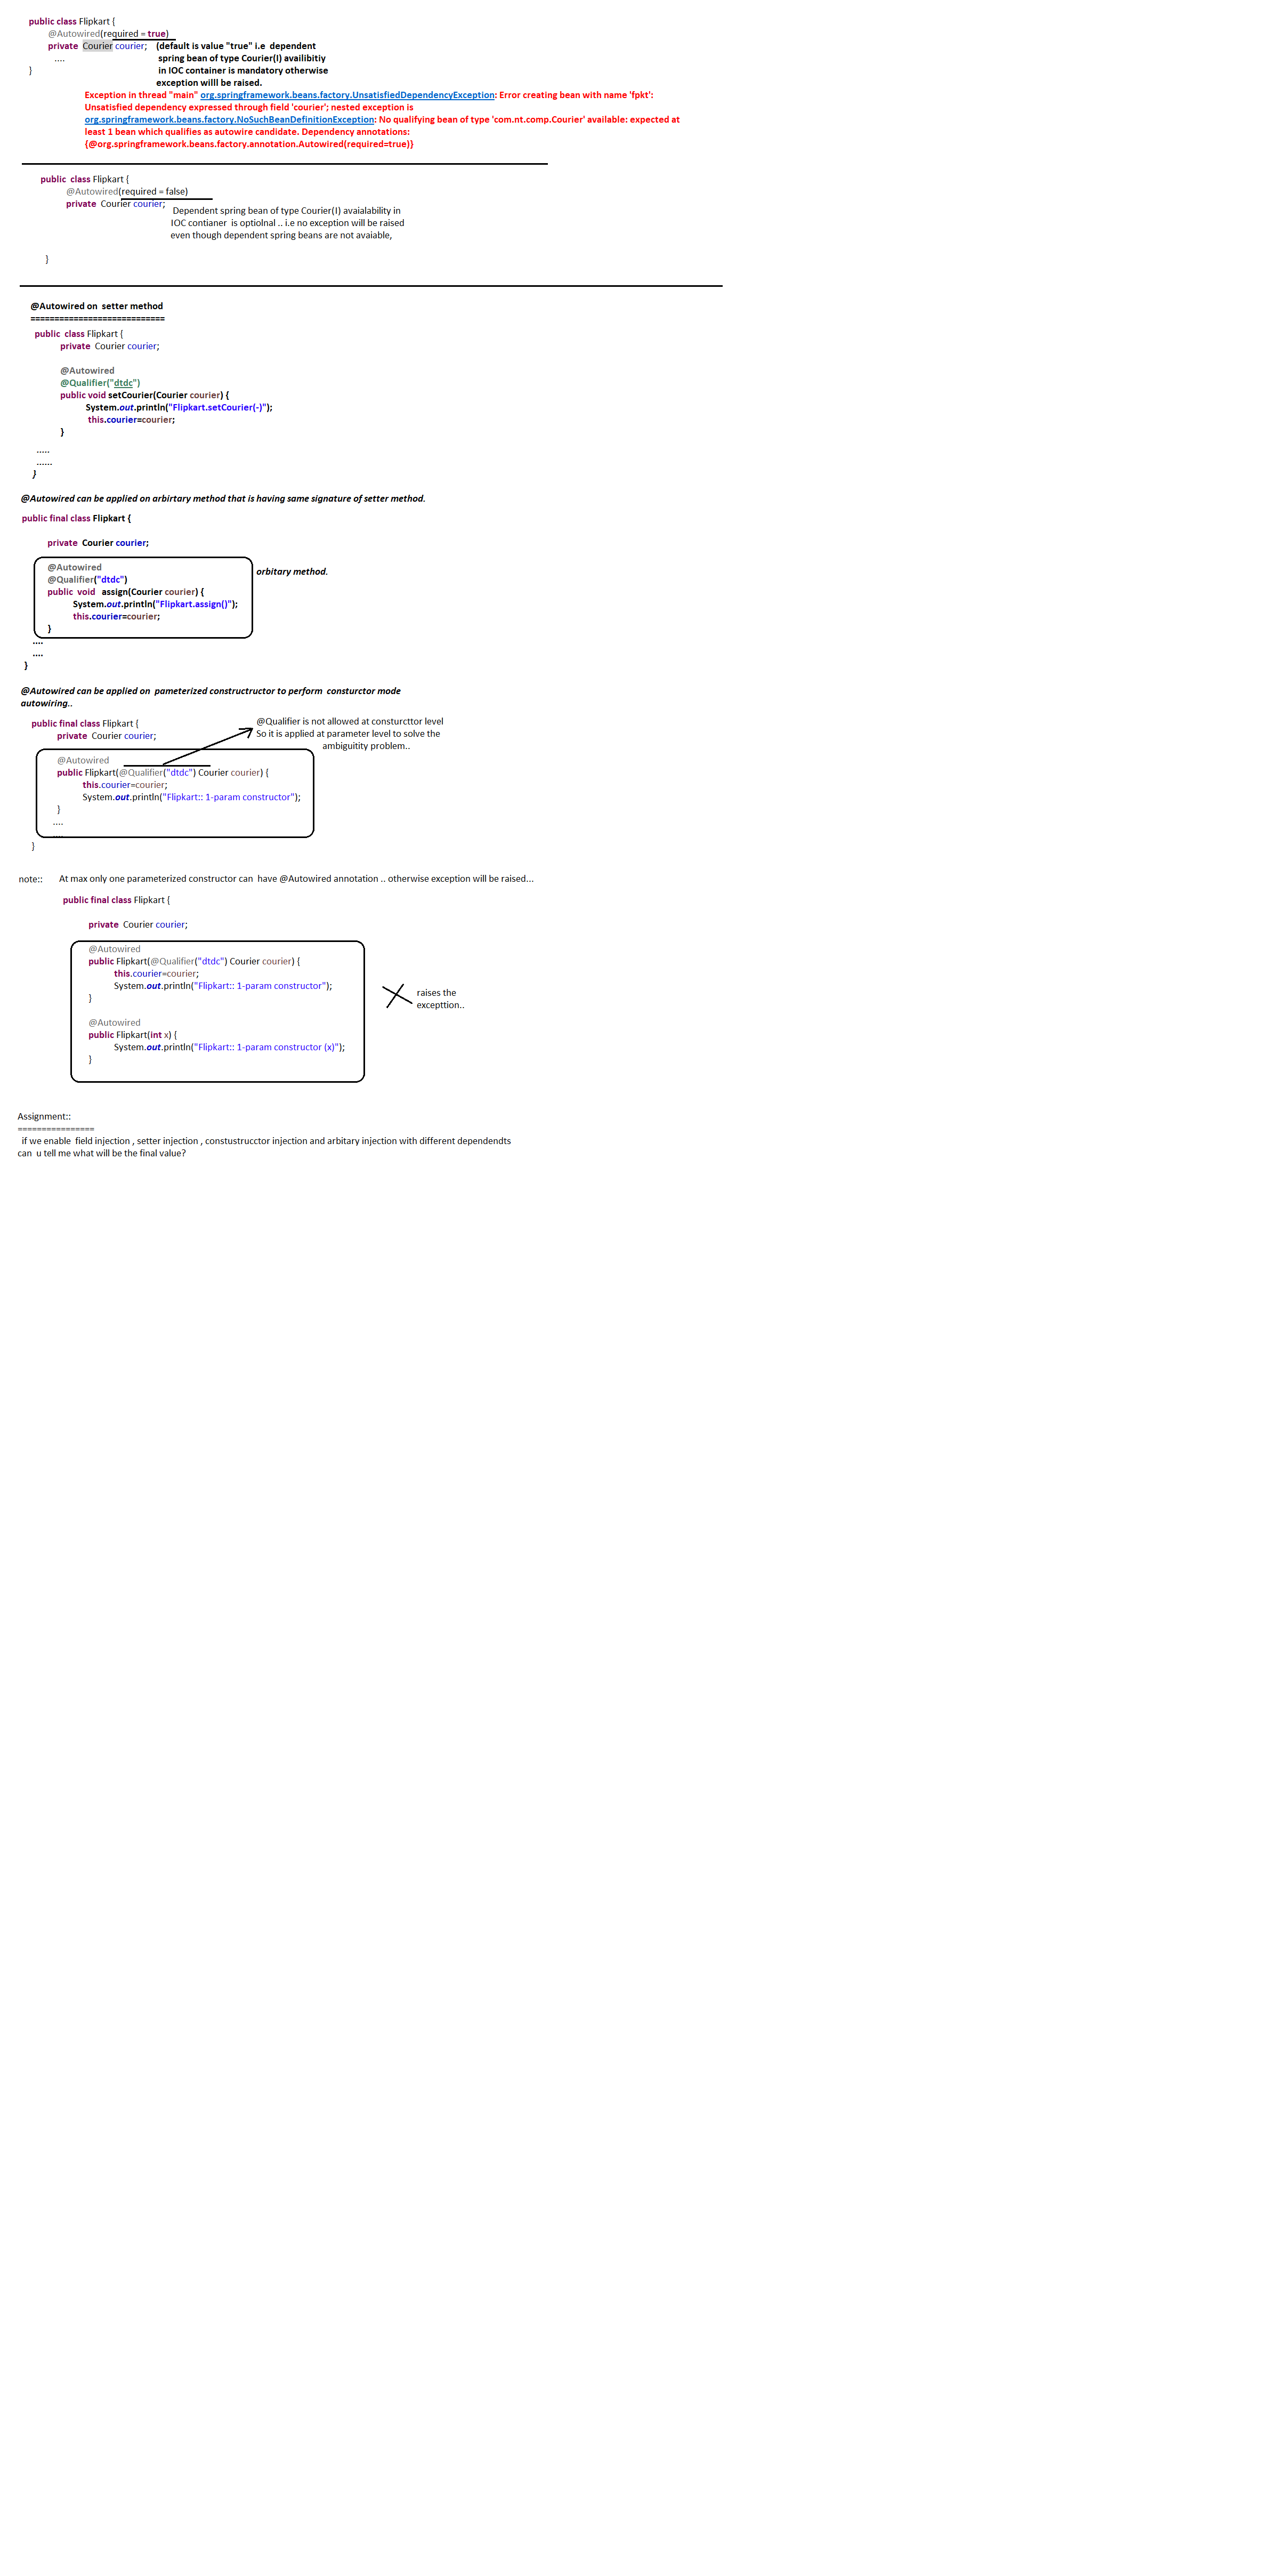 public class Flipkart {
@Autowired(required = true)
private Courier courier; (default is value "true" i.e dependent
.... spring bean of type Courier(I) availibitiy
} in IOC container is mandatory otherwise
exception willl be raised.
Exception in thread "main" org.springframework.beans.factory.UnsatisfiedDependencyException: Error creating bean with name 'fpkt':
Unsatisfied dependency expressed through field 'courier'; nested exception is
org.springframework.beans.factory.NoSuchBeanDefinitionException: No qualifying bean of type 'com.nt.comp.Courier' available: expected at
least 1 bean which qualifies as autowire candidate. Dependency annotations:
{@org.springframework.beans.factory.annotation.Autowired(required=true)}
public class Flipkart {
@Autowired(required = false)
private Courier courier;
Dependent spring bean of type Courier(I) avaialability in
IOC contianer is optiolnal .. i.e no exception will be raised
even though dependent spring beans are not avaiable,
}
@Autowired on setter method
============================
public class Flipkart {
private Courier courier;
@Autowired
@Qualifier("dtdc")
public void setCourier(Courier courier) {
System.out.println("Flipkart.setCourier(-)");
this.courier=courier;
}
.....
......
}
@Autowired can be applied on arbirtary method that is having same signature of setter method.
public final class Flipkart {
private Courier courier;
@Autowired
orbitary method.
@Qualifier("dtdc")
public void assign(Courier courier) {
System.out.println("Flipkart.assign()");
this.courier=courier;
}
....
....
}
@Autowired can be applied on pameterized constructructor to perform consturctor mode
autowiring..
public final class Flipkart {
@Qualifier is not allowed at consturcttor level
private Courier courier;
So it is applied at parameter level to solve the
ambiguitity problem..
@Autowired
public Flipkart(@Qualifier("dtdc") Courier courier) {
this.courier=courier;
System.out.println("Flipkart:: 1-param constructor");
}
....
....
}
note:: At max only one parameterized constructor can have @Autowired annotation .. otherwise exception will be raised...
public final class Flipkart {
private Courier courier;
@Autowired
public Flipkart(@Qualifier("dtdc") Courier courier) {
this.courier=courier;
System.out.println("Flipkart:: 1-param constructor");
}
raises the
excepttion..
@Autowired
public Flipkart(int x) {
System.out.println("Flipkart:: 1-param constructor (x)");
}
Assignment::
================
if we enable field injection , setter injection , constustrucctor injection and arbitary injection with different dependendts
can u tell me what will be the final value?